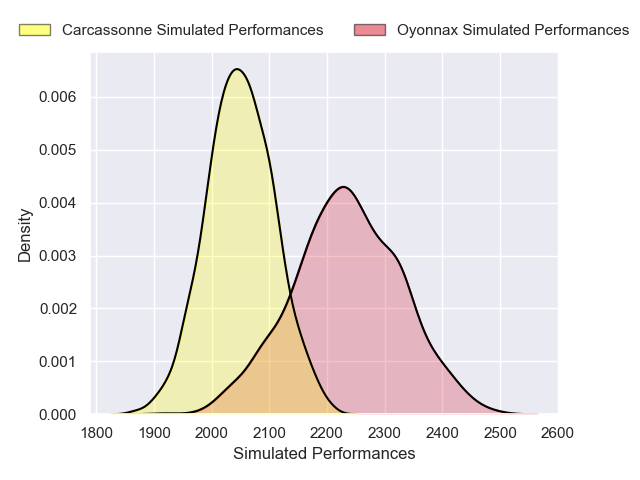 Carcassonne Simulated Performances
Oyonnax Simulated Performances
Density
0.006
0.005
0.004
0.003
0.002
0.001
0.000
1800 1900 2000 2100 2200 2300 2400 2500 2600
Simulated Performances